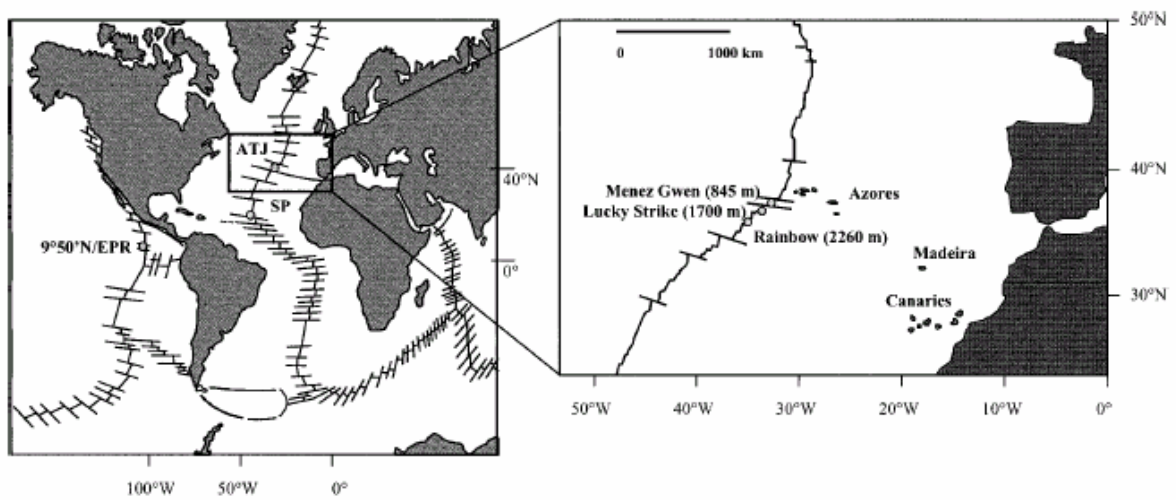 ATJ
SP
9°50'N/EPR
40°N
0°
100°W
50°W
0°
0
1000 km
Menez Gwen (845 m)
Lucky Strike (1700 m)
Rainbow (2260 m)
Azores
Madeira
Canaries
50°N
40°N
30°N
50°W
40°W
30°W
20°W
10°W
0°